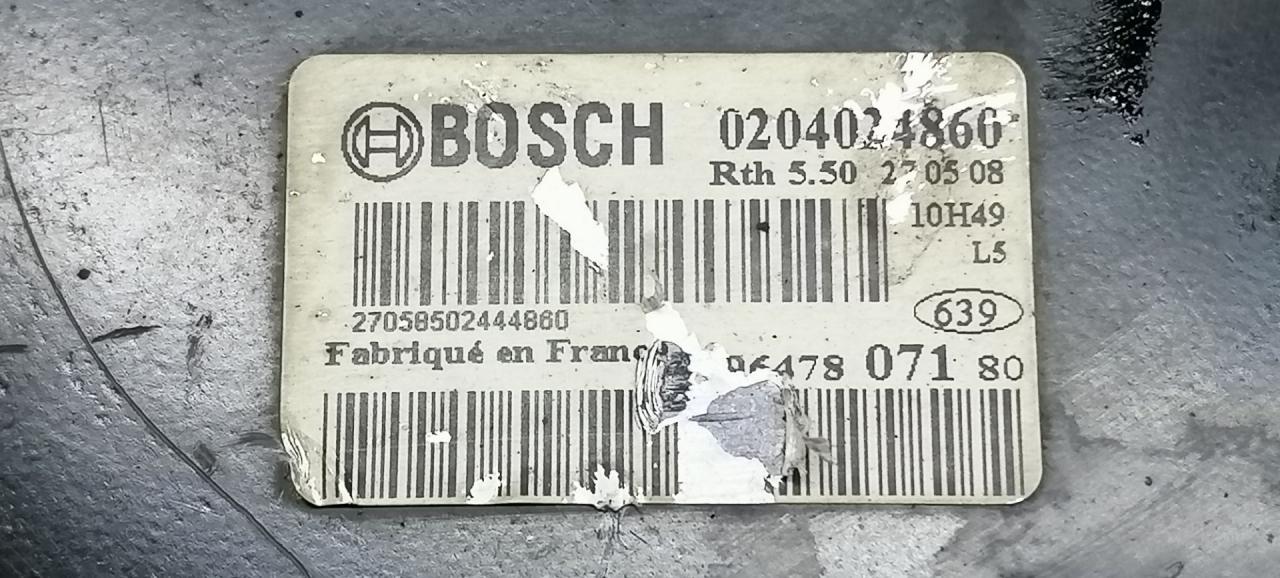 BOSCH 0204024860
Rth 5.50 27 05 08
10H49
L5
27058502444860
639
Fabriqué en Franc
96478 071 80